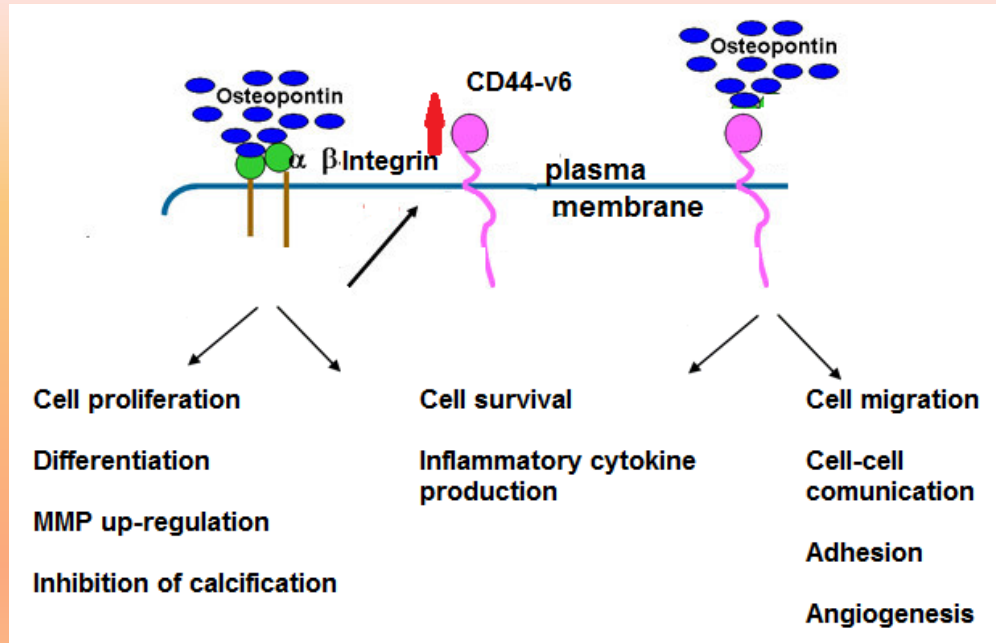 Osteopontin
CD44-v6
Osteopontin
α β Integrin
plasma
membrane
Cell proliferation
Differentiation
MMP up-regulation
Inhibition of calcification
Cell survival
Inflammatory cytokine
production
Cell migration
Cell-cell
comunication
Adhesion
Angiogenesis